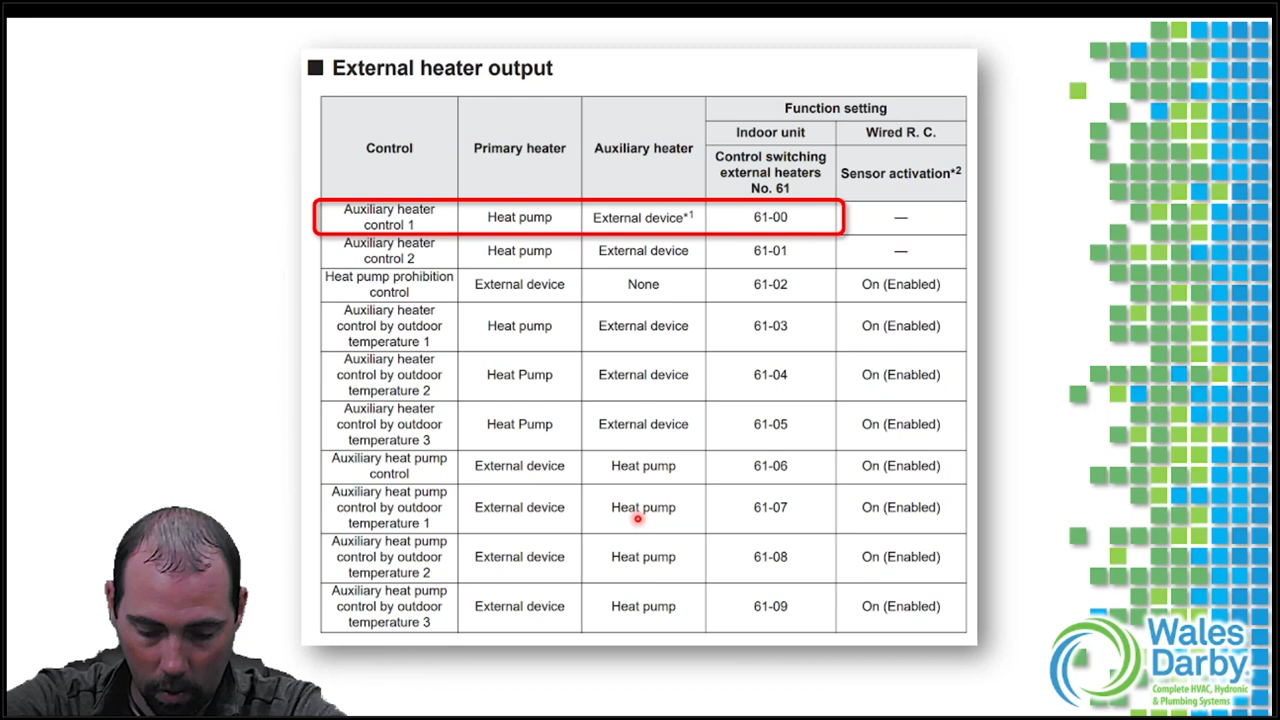 ■ External heater output
Control Primary heater Auxiliary heater Function setting
Indoor unit Wired R. C.
Control switching
external heaters
No. 61
Sensor activation*2
Auxiliary heater
control 1
Heat pump External device*1 61-00 —
Auxiliary heater
control 2
Heat pump External device 61-01 —
Heat pump prohibition
control
External device None 61-02 On (Enabled)
Auxiliary heater
control by outdoor
temperature 1
Heat pump External device 61-03 On (Enabled)
Auxiliary heater
control by outdoor
temperature 2
Heat Pump External device 61-04 On (Enabled)
Auxiliary heater
control by outdoor
temperature 3
Heat Pump External device 61-05 On (Enabled)
Auxiliary heat pump
control
External device Heat pump 61-06 On (Enabled)
Auxiliary heat pump
control by outdoor
temperature 1
External device Heat pump 61-07 On (Enabled)
Auxiliary heat pump
control by outdoor
temperature 2
External device Heat pump 61-08 On (Enabled)
Auxiliary heat pump
control by outdoor
temperature 3
External device Heat pump 61-09 On (Enabled)
Wales
Darby
Complete HVAC, Hydronic
& Plumbing Systems